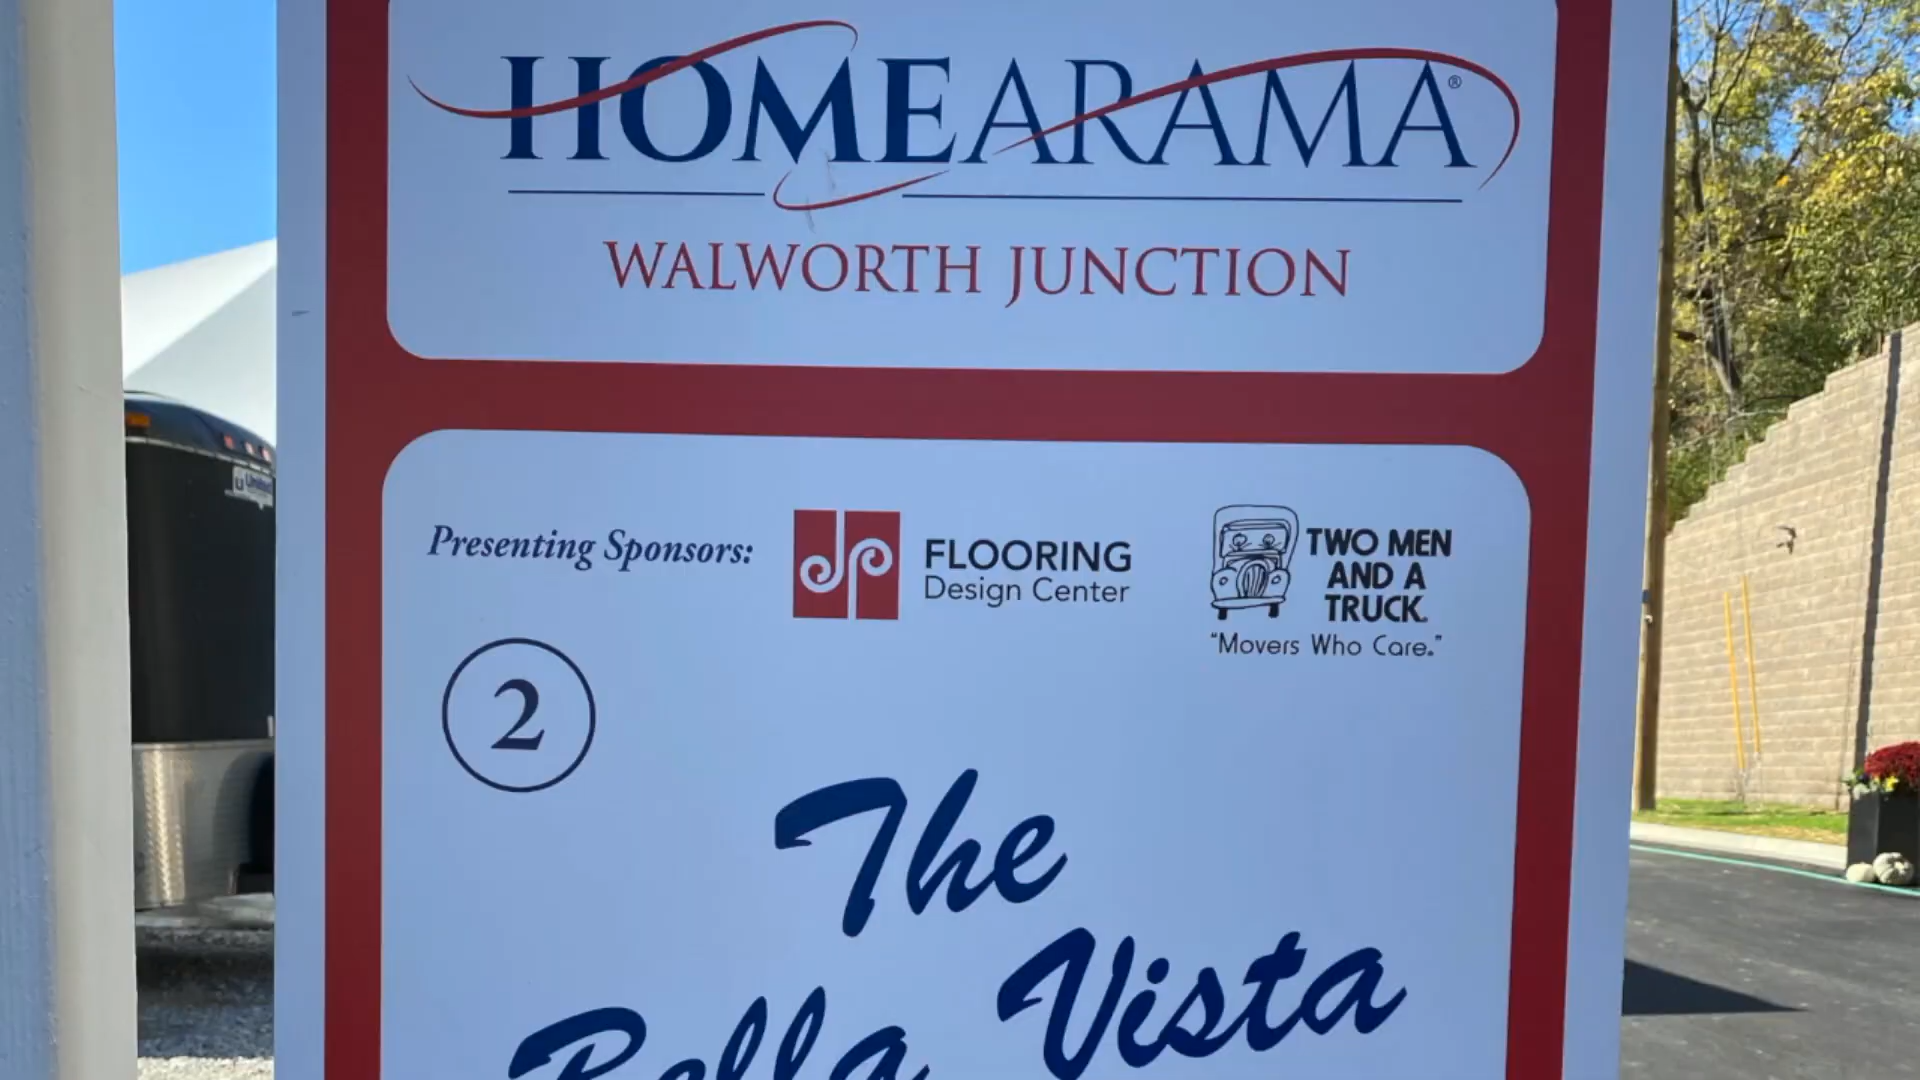 HOMEARAMA®
WALWORTH JUNCTION
Presenting Sponsors:
FLOORING
Design Center
TWO MEN
AND A
TRUCK.
"Movers Who Care."
2
The
Bella Vista
United